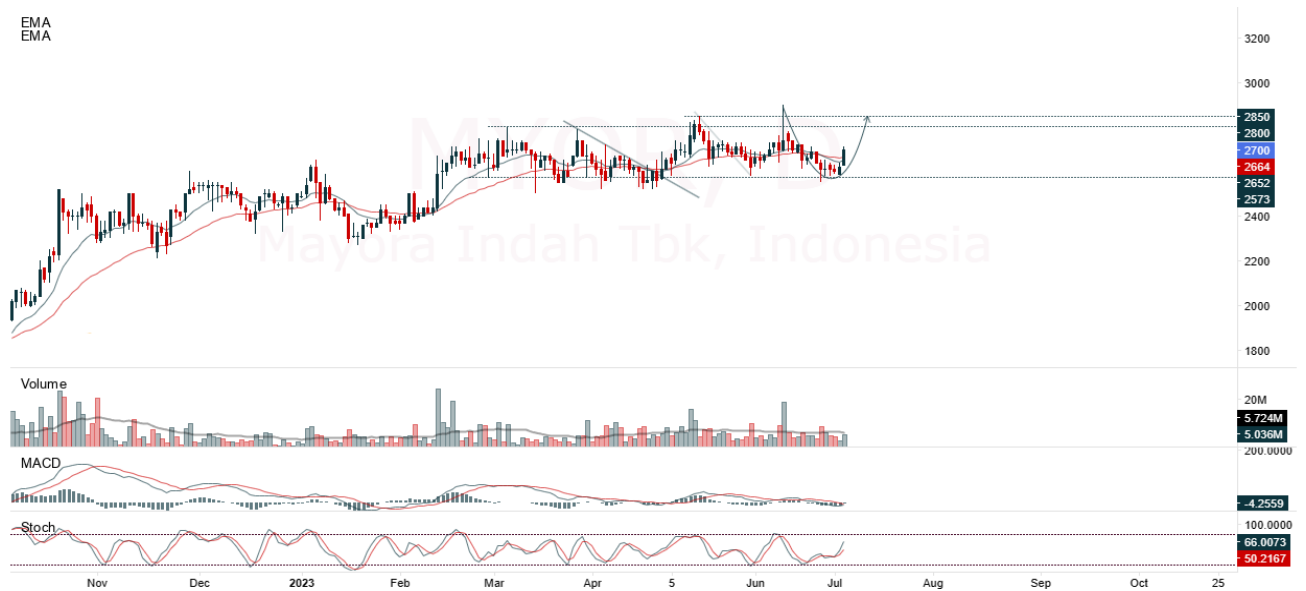 EMA
EMA
MYOR, D
Mayora Indah Tbk, Indonesia
3200
3000
2850
2800
2700
2664
2652
2573
2400
2200
2000
1800
Volume
20M
5.724M
5.036M
MACD
200.0000
-4.2559
Stoch
100.0000
66.0073
50.2167
Nov
Dec
2023
Feb
Mar
Apr
5
Jun
Jul
Aug
Sep
Oct
25